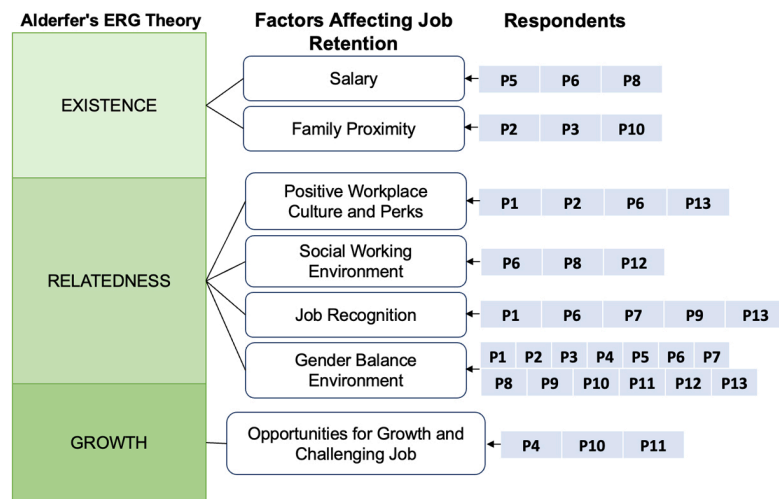 Alderfer's ERG Theory
Factors Affecting Job
Retention
Respondents
EXISTENCE
Salary
P5 P6 P8
Family Proximity
P2 P3 P10
RELATEDNESS
Positive Workplace
Culture and Perks
P1 P2 P6 P13
Social Working
Environment
P6 P8 P12
Job Recognition
P1 P6 P7 P9 P13
Gender Balance
Environment
P1 P2 P3 P4 P5 P6 P7
P8 P9 P10 P11 P12 P13
GROWTH
Opportunities for Growth and
Challenging Job
P4 P10 P11